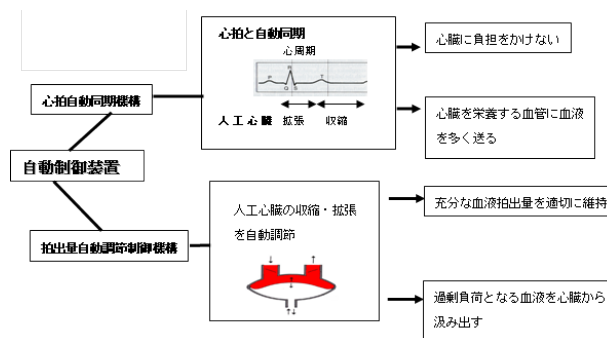 心拍と自動同期
心周期
R
P
T
Q S
人工心臓 拡張 収縮
心臓に負担をかけない
心拍自動同期機構
心臓を栄養する血管に血液
を多く送る
自動制御装置
拍出量自動調節制御機構
人工心臓の収縮・拡張
を自動調節
↓ ↑
↕
↑↓
充分な血液拍出量を適切に維持
過剰負荷となる血液を心臓から
汲み出す